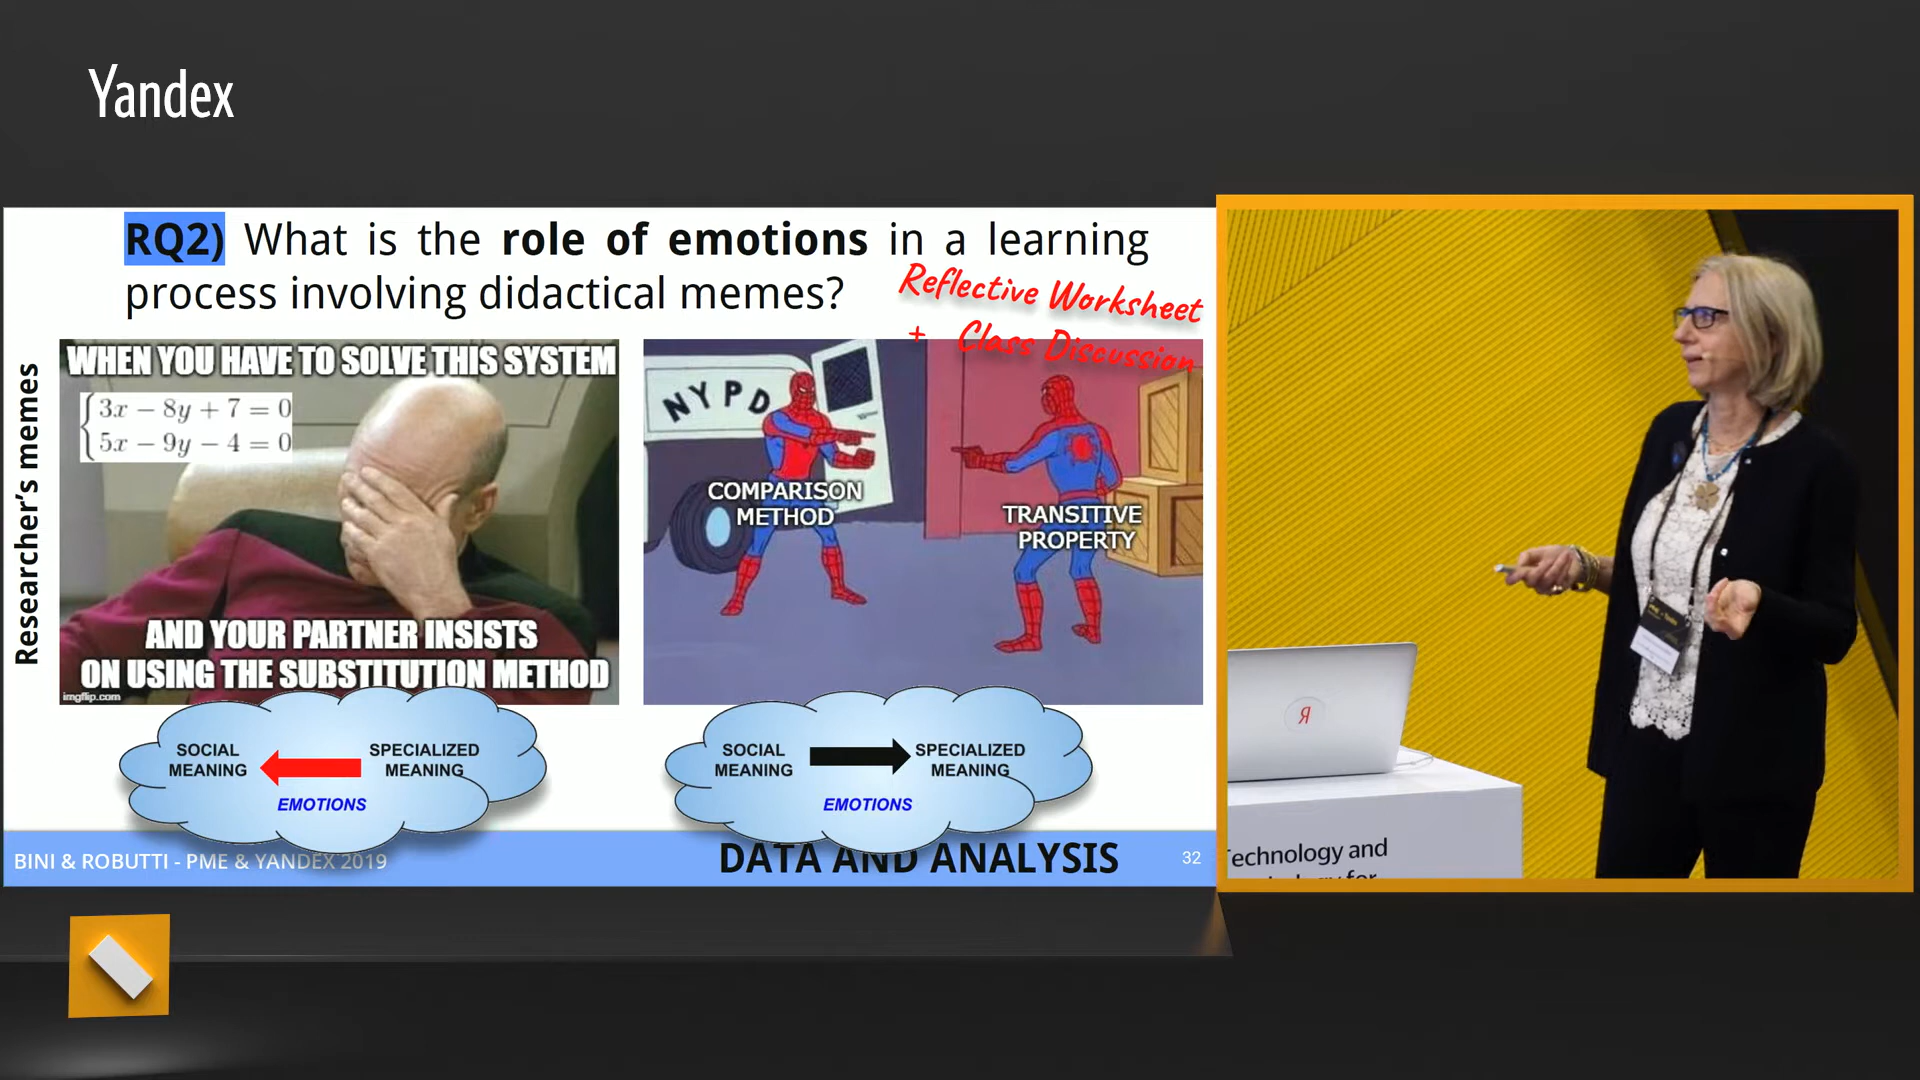 Yandex
RQ2) What is the role of emotions in a learning
process involving didactical memes?
Reflective Worksheet
+ Class Discussion
Researcher's memes
WHEN YOU HAVE TO SOLVE THIS SYSTEM
3x − 8y + 7 = 0
5x − 9y − 4 = 0
AND YOUR PARTNER INSISTS
ON USING THE SUBSTITUTION METHOD
imgflip.com
NYPD
COMPARISON
METHOD
TRANSITIVE
PROPERTY
SOCIAL
MEANING
SPECIALIZED
MEANING
EMOTIONS
SOCIAL
MEANING
SPECIALIZED
MEANING
EMOTIONS
BINI & ROBUTTI - PME & YANDEX 2019
DATA AND ANALYSIS
32
Я
Technology and